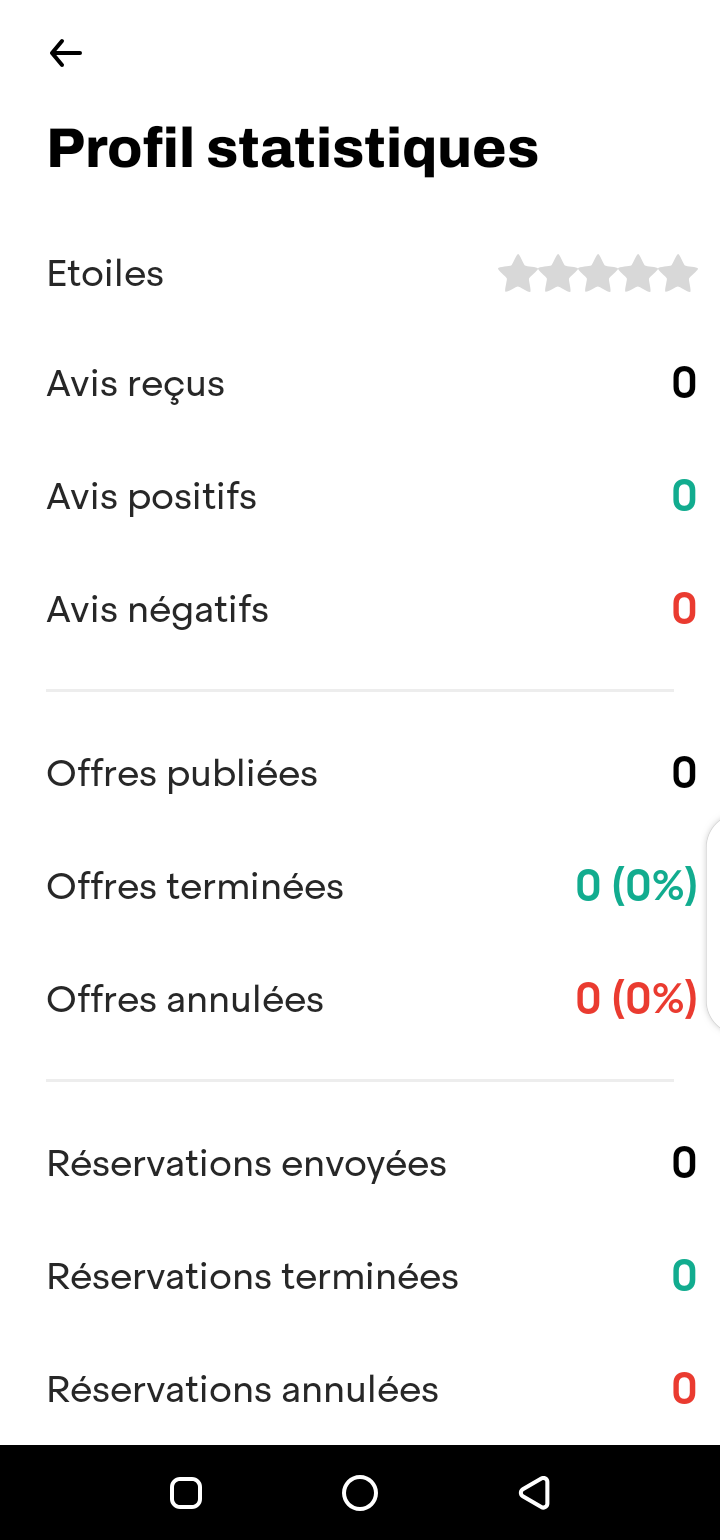 Profil statistiques
Etoiles
Avis reçus 0
Avis positifs 0
Avis négatifs 0
Offres publiées 0
Offres terminées 0 (0%)
Offres annulées 0 (0%)
Réservations envoyées 0
Réservations terminées 0
Réservations annulées 0